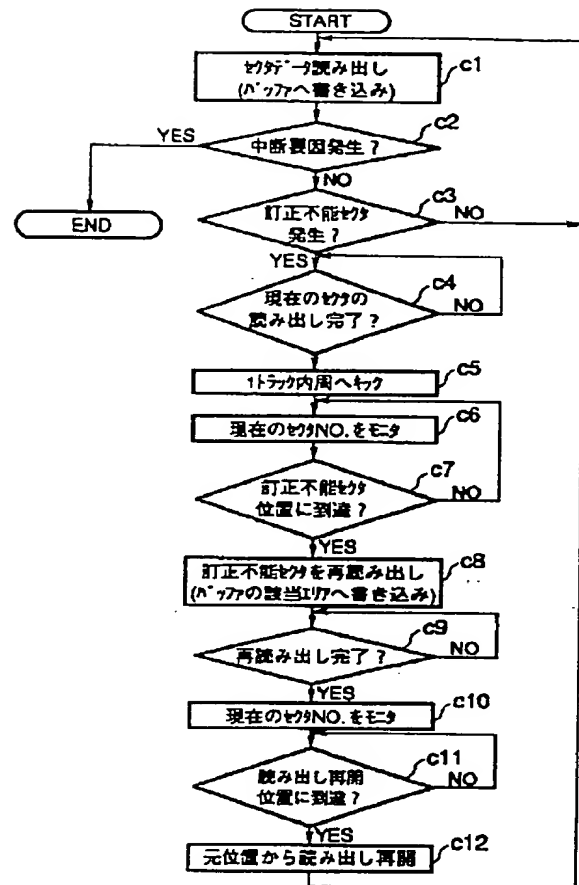 START
ｾｸﾀﾃﾞｰﾀ読み出し
(ﾊﾞｯﾌｧへ書き込み)
c1
c2
YES
中断要因発生？
NO
END
c3
訂正不能ｾｸﾀ
発生？
NO
YES
c4
現在のｾｸﾀの
読み出し完了？
NO
1ﾄﾗｯｸ内周へｷｯｸ
c5
c6
現在のｾｸﾀNO.をﾓﾆﾀ
c7
訂正不能ｾｸﾀ
位置に到達？
NO
YES
c8
訂正不能ｾｸﾀを再読み出し
(ﾊﾞｯﾌｧの該当ｴﾘｱへ書き込み)
c9
再読み出し完了？
NO
YES
c10
現在のｾｸﾀNO.をﾓﾆﾀ
c11
読み出し再開
位置に到達？
NO
YES
c12
元位置から読み出し再開